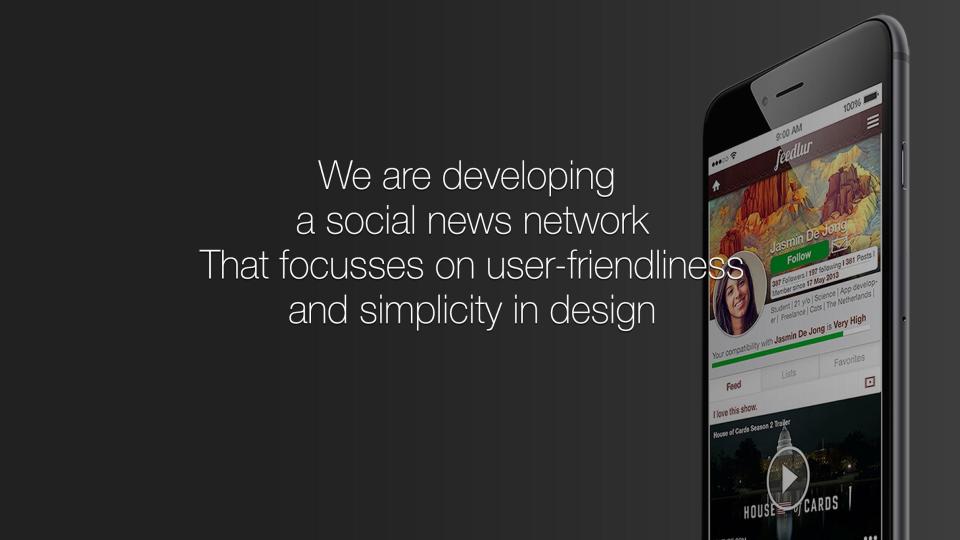 We are developing
a social news network
That focusses on user-friendliness
and simplicity in design
100%
9:00 AM
feedlur
Jasmin De Jong
Follow
387 Followers | 197 following | 381 Posts |
Member since 17 May 2013
Student | 21 y/o | Science | App develop-
er | Freelance | Cats | The Netherlands |
Your compatibility with Jasmin De Jong is Very High
Feed
Lists
Favorites
I love this show.
House of Cards Season 2 Trailer
HOUSE of CARDS